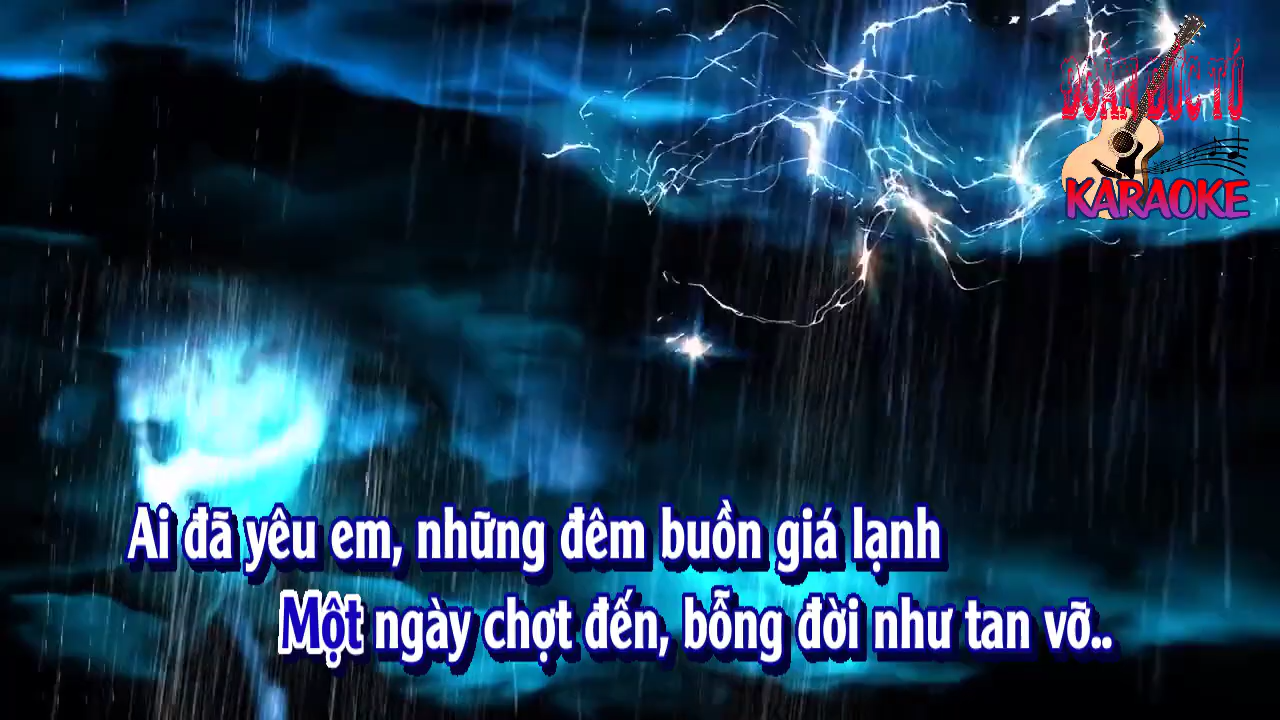 ĐOÀN ĐỨC TÚ
KARAOKE
Ai đã yêu em, những đêm buồn giá lạnh
Một ngày chợt đến, bỗng đời như tan vỡ..